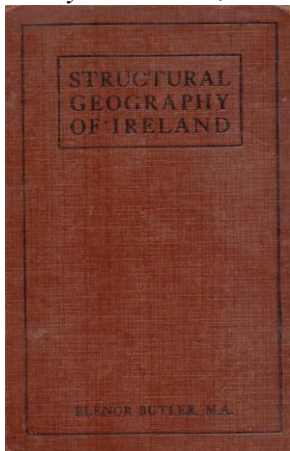 STRUCTURAL
GEOGRAPHY
OF IRELAND
ELENOR BUTLER, M.A.